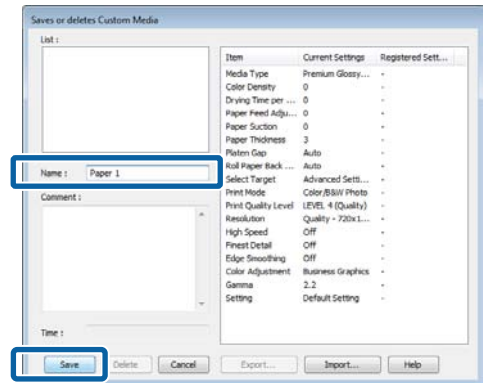 Saves or deletes Custom Media
List :
Name : Paper 1
Comment :
Time :
Item Current Settings Registered Sett...
Media Type Premium Glossy... -
Color Density 0 -
Drying Time per ... 0 -
Paper Feed Adju... 0 -
Paper Suction 0 -
Paper Thickness 3 -
Platen Gap Auto -
Roll Paper Back ... Auto -
Select Target Advanced Setti... -
Print Mode Color/B&W Photo -
Print Quality Level LEVEL 4 (Quality) -
Resolution Quality - 720x1... -
High Speed Off -
Finest Detail Off -
Edge Smoothing Off -
Color Adjustment Business Graphics -
Gamma 2.2 -
Setting Default Setting -
Save Delete Cancel Export... Import... Help